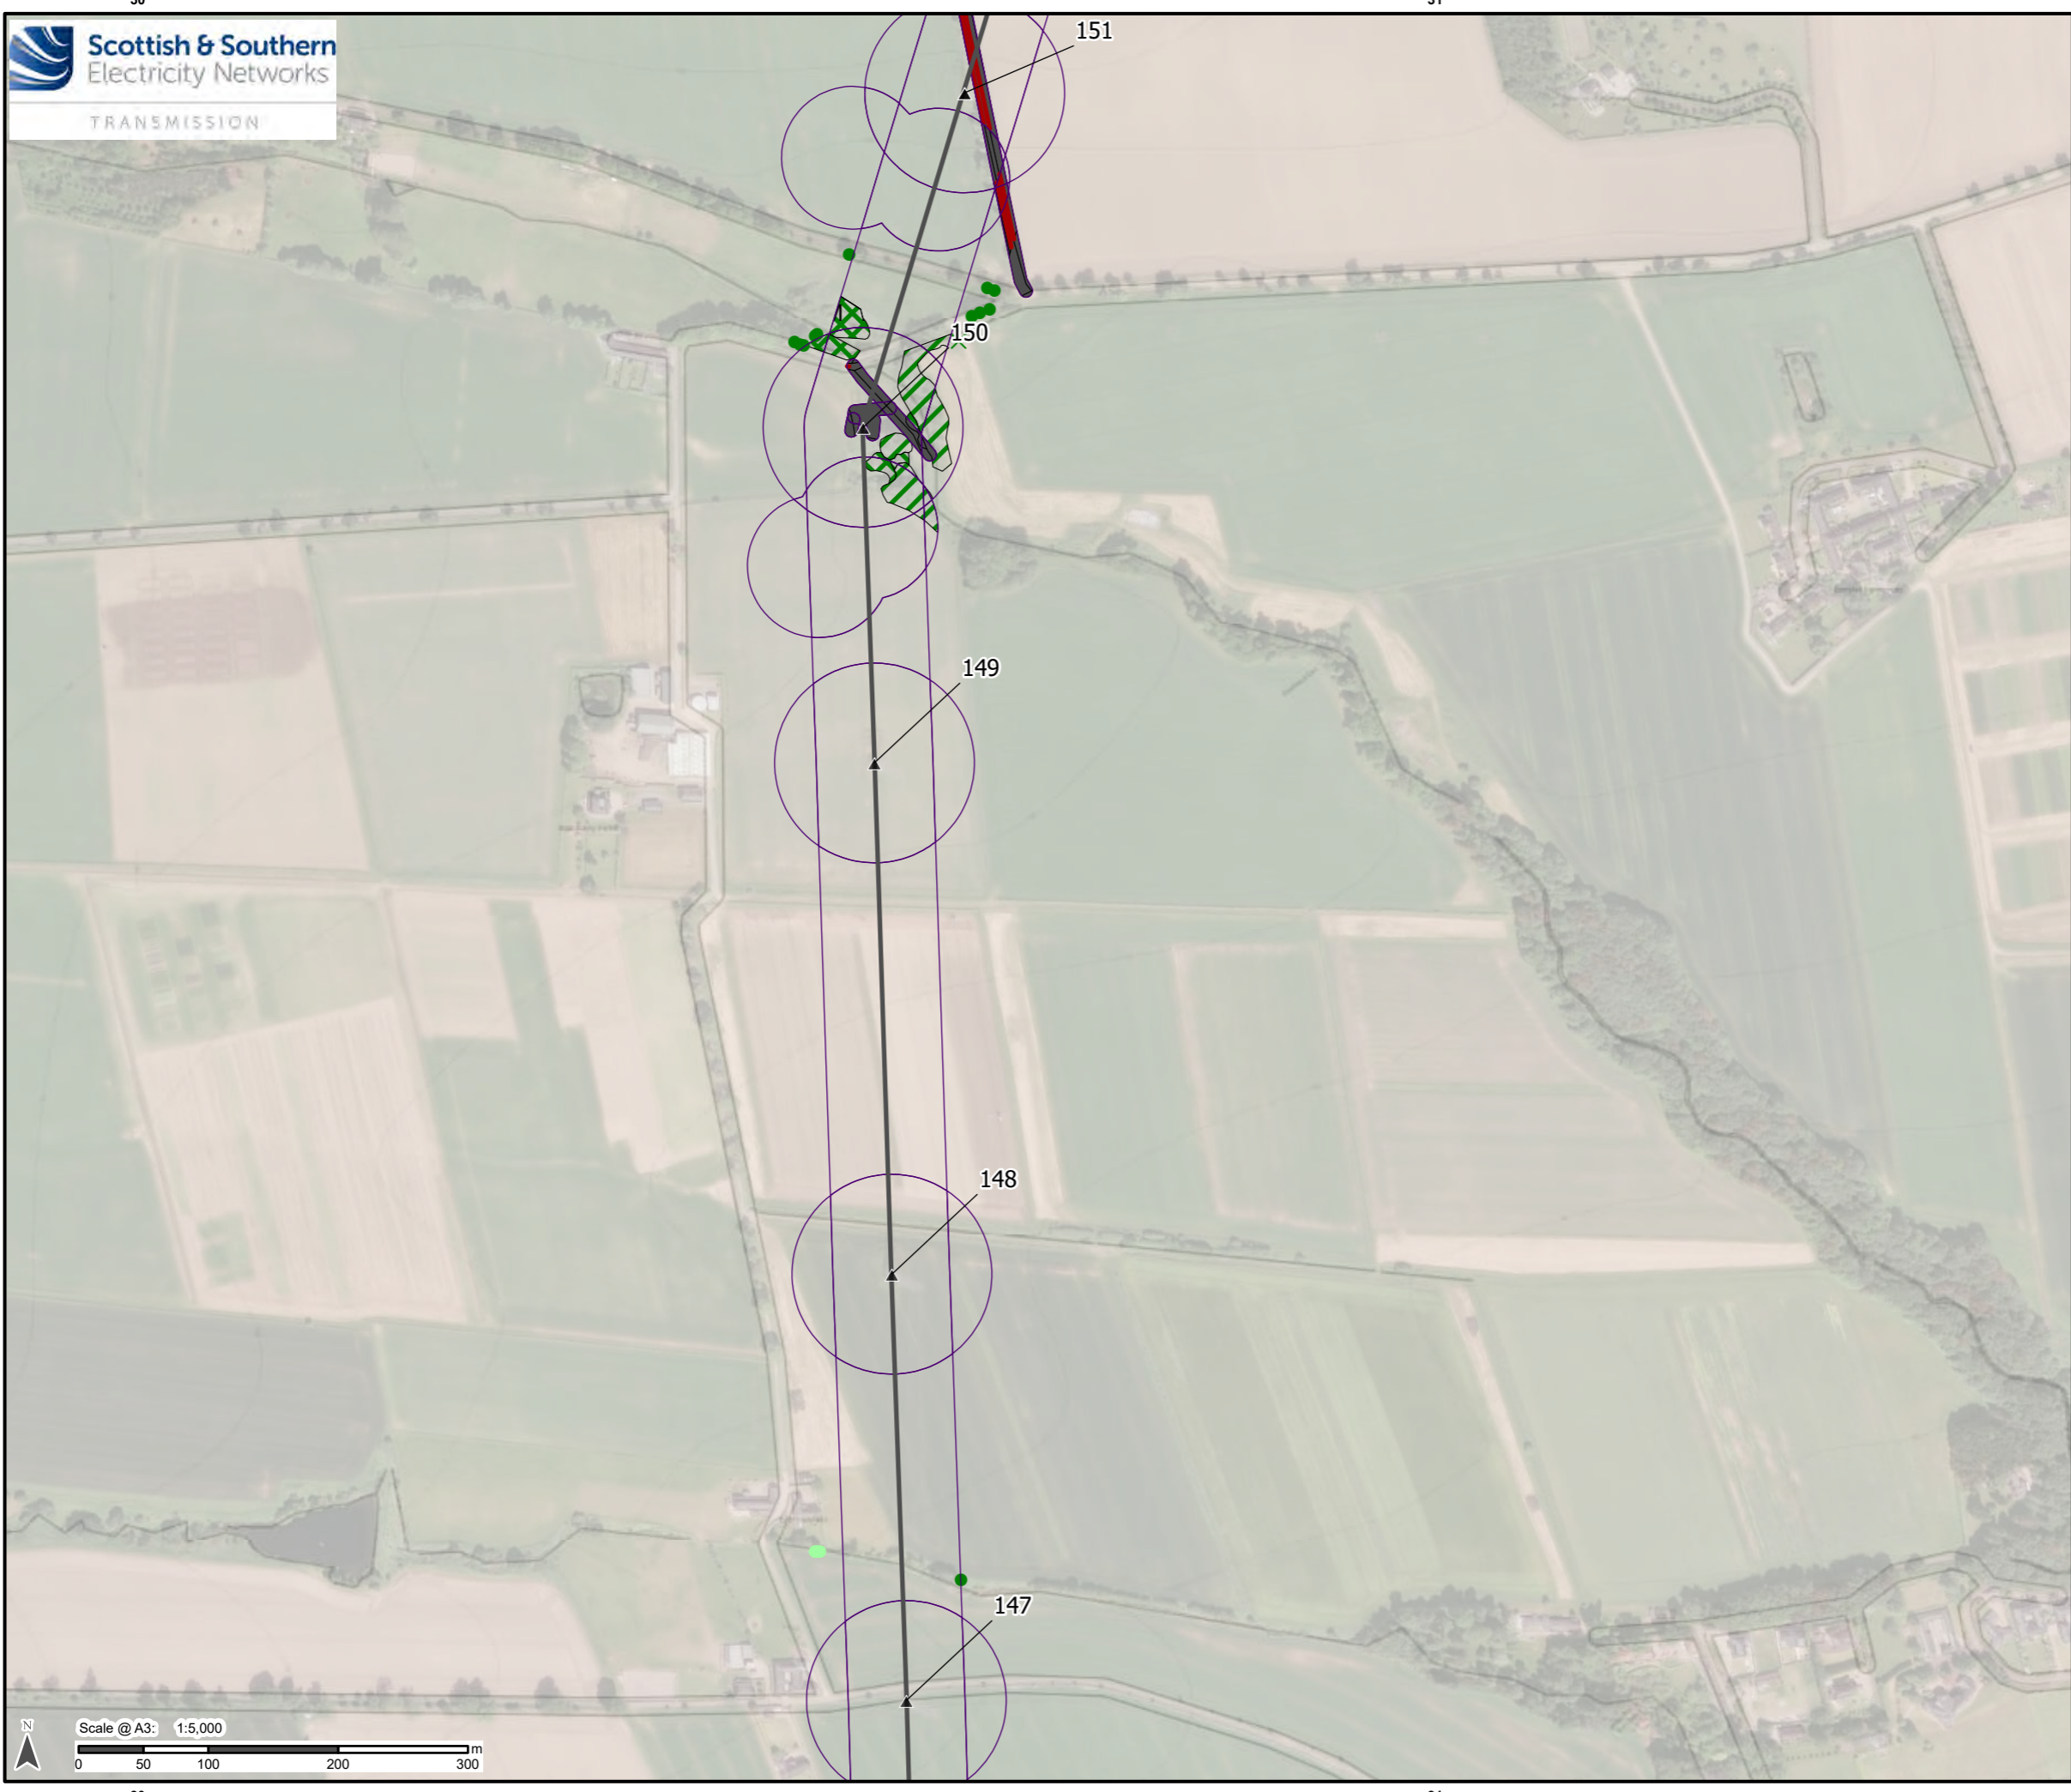 Scottish & Southern
Electricity Networks
TRANSMISSION
151
150
149
148
147
N
Scale @ A3: 1:5,000
m
0 50 100 200 300